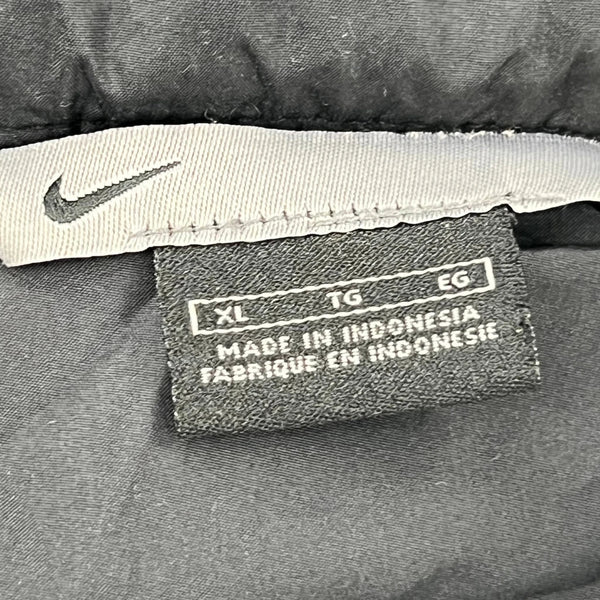 XL TG EG
MADE IN INDONESIA
FABRIQUE EN INDONESIE